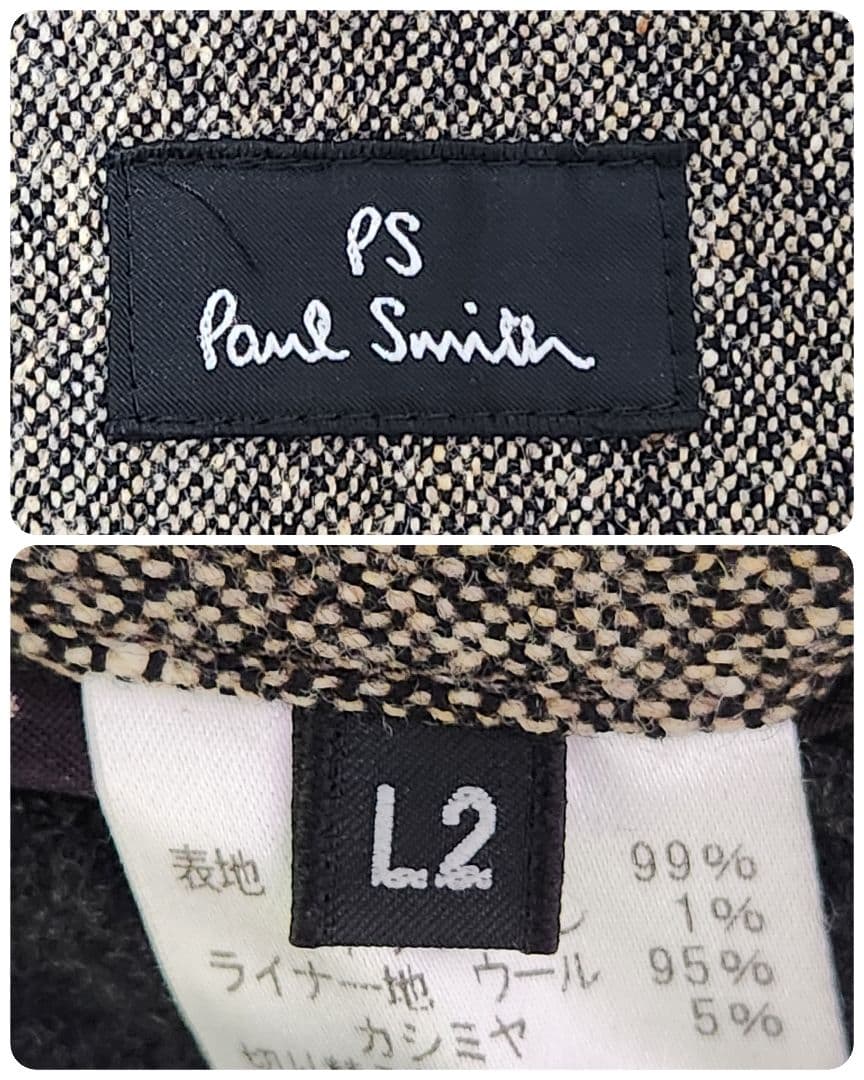 PS
Paul Smith
L2
表地 99%
1%
ライナー地 ウール 95%
カシミヤ 5%